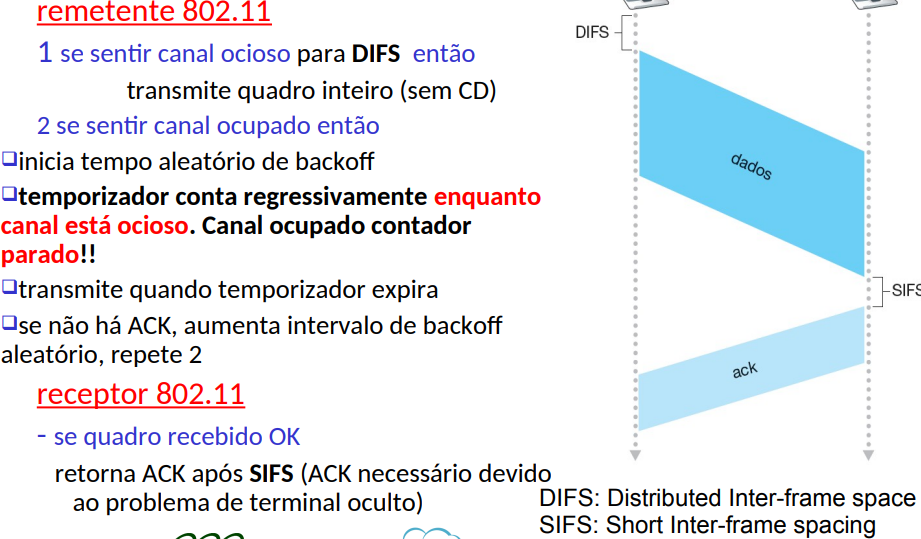 remetente 802.11
1 se sentir canal ocioso para DIFS então
transmite quadro inteiro (sem CD)
2 se sentir canal ocupado então
❑inicia tempo aleatório de backoff
❑temporizador conta regressivamente enquanto
canal está ocioso. Canal ocupado contador
parado!!
❑transmite quando temporizador expira
❑se não há ACK, aumenta intervalo de backoff
aleatório, repete 2
receptor 802.11
- se quadro recebido OK
retorna ACK após SIFS (ACK necessário devido
ao problema de terminal oculto)
DIFS
dados
SIFS
ack
DIFS: Distributed Inter-frame space
SIFS: Short Inter-frame spacing